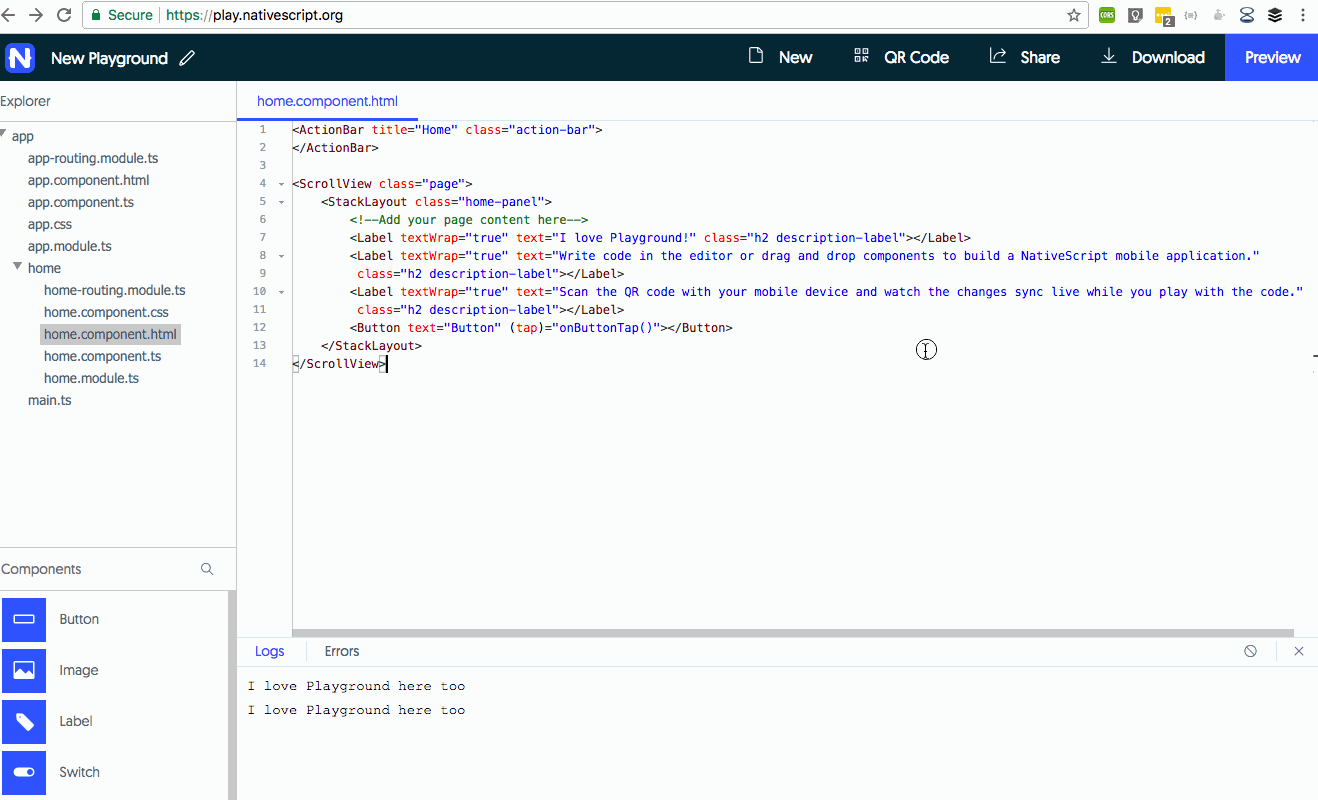 Secure | https://play.nativescript.org
2
New Playground
New
QR Code
Share
Download
Preview
Explorer
app
app-routing.module.ts
app.component.html
app.component.ts
app.css
app.module.ts
home
home-routing.module.ts
home.component.css
home.component.html
home.component.ts
home.module.ts
main.ts
Components
Button
Image
Label
Switch
home.component.html
1 <ActionBar title="Home" class="action-bar">
2 </ActionBar>
3
4 <ScrollView class="page">
5 <StackLayout class="home-panel">
6 <!--Add your page content here-->
7 <Label textWrap="true" text="I love Playground!" class="h2 description-label"></Label>
8 <Label textWrap="true" text="Write code in the editor or drag and drop components to build a NativeScript mobile application."
9 class="h2 description-label"></Label>
10 <Label textWrap="true" text="Scan the QR code with your mobile device and watch the changes sync live while you play with the code."
11 class="h2 description-label"></Label>
12 <Button text="Button" (tap)="onButtonTap()"></Button>
13 </StackLayout>
14 </ScrollView>
Logs
Errors
I love Playground here too
I love Playground here too